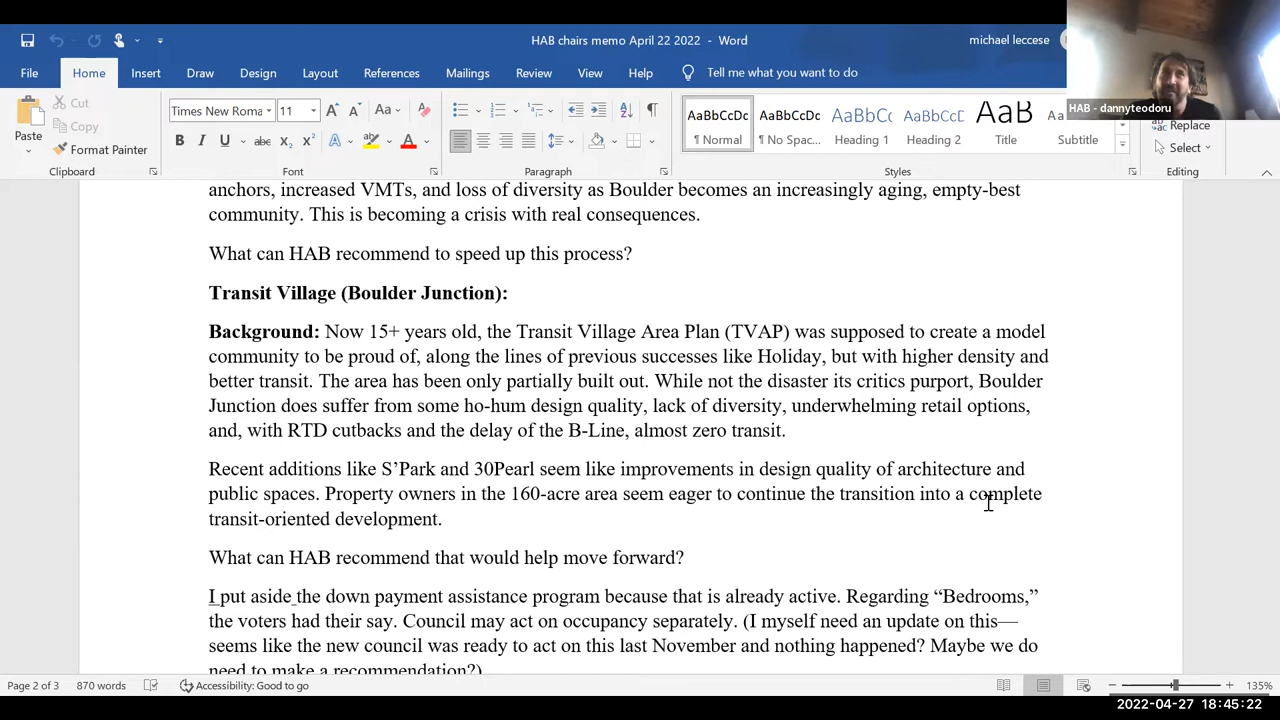 HAB chairs memo April 22 2022 - Word
michael leccese
File Home Insert Draw Design Layout References Mailings Review View Help Tell me what you want to do
HAB - dannyteodoru
Paste
Cut
Copy
Format Painter
Clipboard
Times New Roma 11
Font
Paragraph
AaBbCcDc AaBbCcDc AaBbCc AaBbCcD AaB
¶ Normal ¶ No Spac... Heading 1 Heading 2 Title Subtitle
Styles
Replace
Select
Editing
anchors, increased VMTs, and loss of diversity as Boulder becomes an increasingly aging, empty-best
community. This is becoming a crisis with real consequences.
What can HAB recommend to speed up this process?
Transit Village (Boulder Junction):
Background: Now 15+ years old, the Transit Village Area Plan (TVAP) was supposed to create a model
community to be proud of, along the lines of previous successes like Holiday, but with higher density and
better transit. The area has been only partially built out. While not the disaster its critics purport, Boulder
Junction does suffer from some ho-hum design quality, lack of diversity, underwhelming retail options,
and, with RTD cutbacks and the delay of the B-Line, almost zero transit.
Recent additions like S’Park and 30Pearl seem like improvements in design quality of architecture and
public spaces. Property owners in the 160-acre area seem eager to continue the transition into a complete
transit-oriented development.
What can HAB recommend that would help move forward?
I put aside the down payment assistance program because that is already active. Regarding “Bedrooms,”
the voters had their say. Council may act on occupancy separately. (I myself need an update on this—
seems like the new council was ready to act on this last November and nothing happened? Maybe we do
need to make a recommendation?)
Page 2 of 3 870 words Accessibility: Good to go 135%
2022-04-27 18:45:22